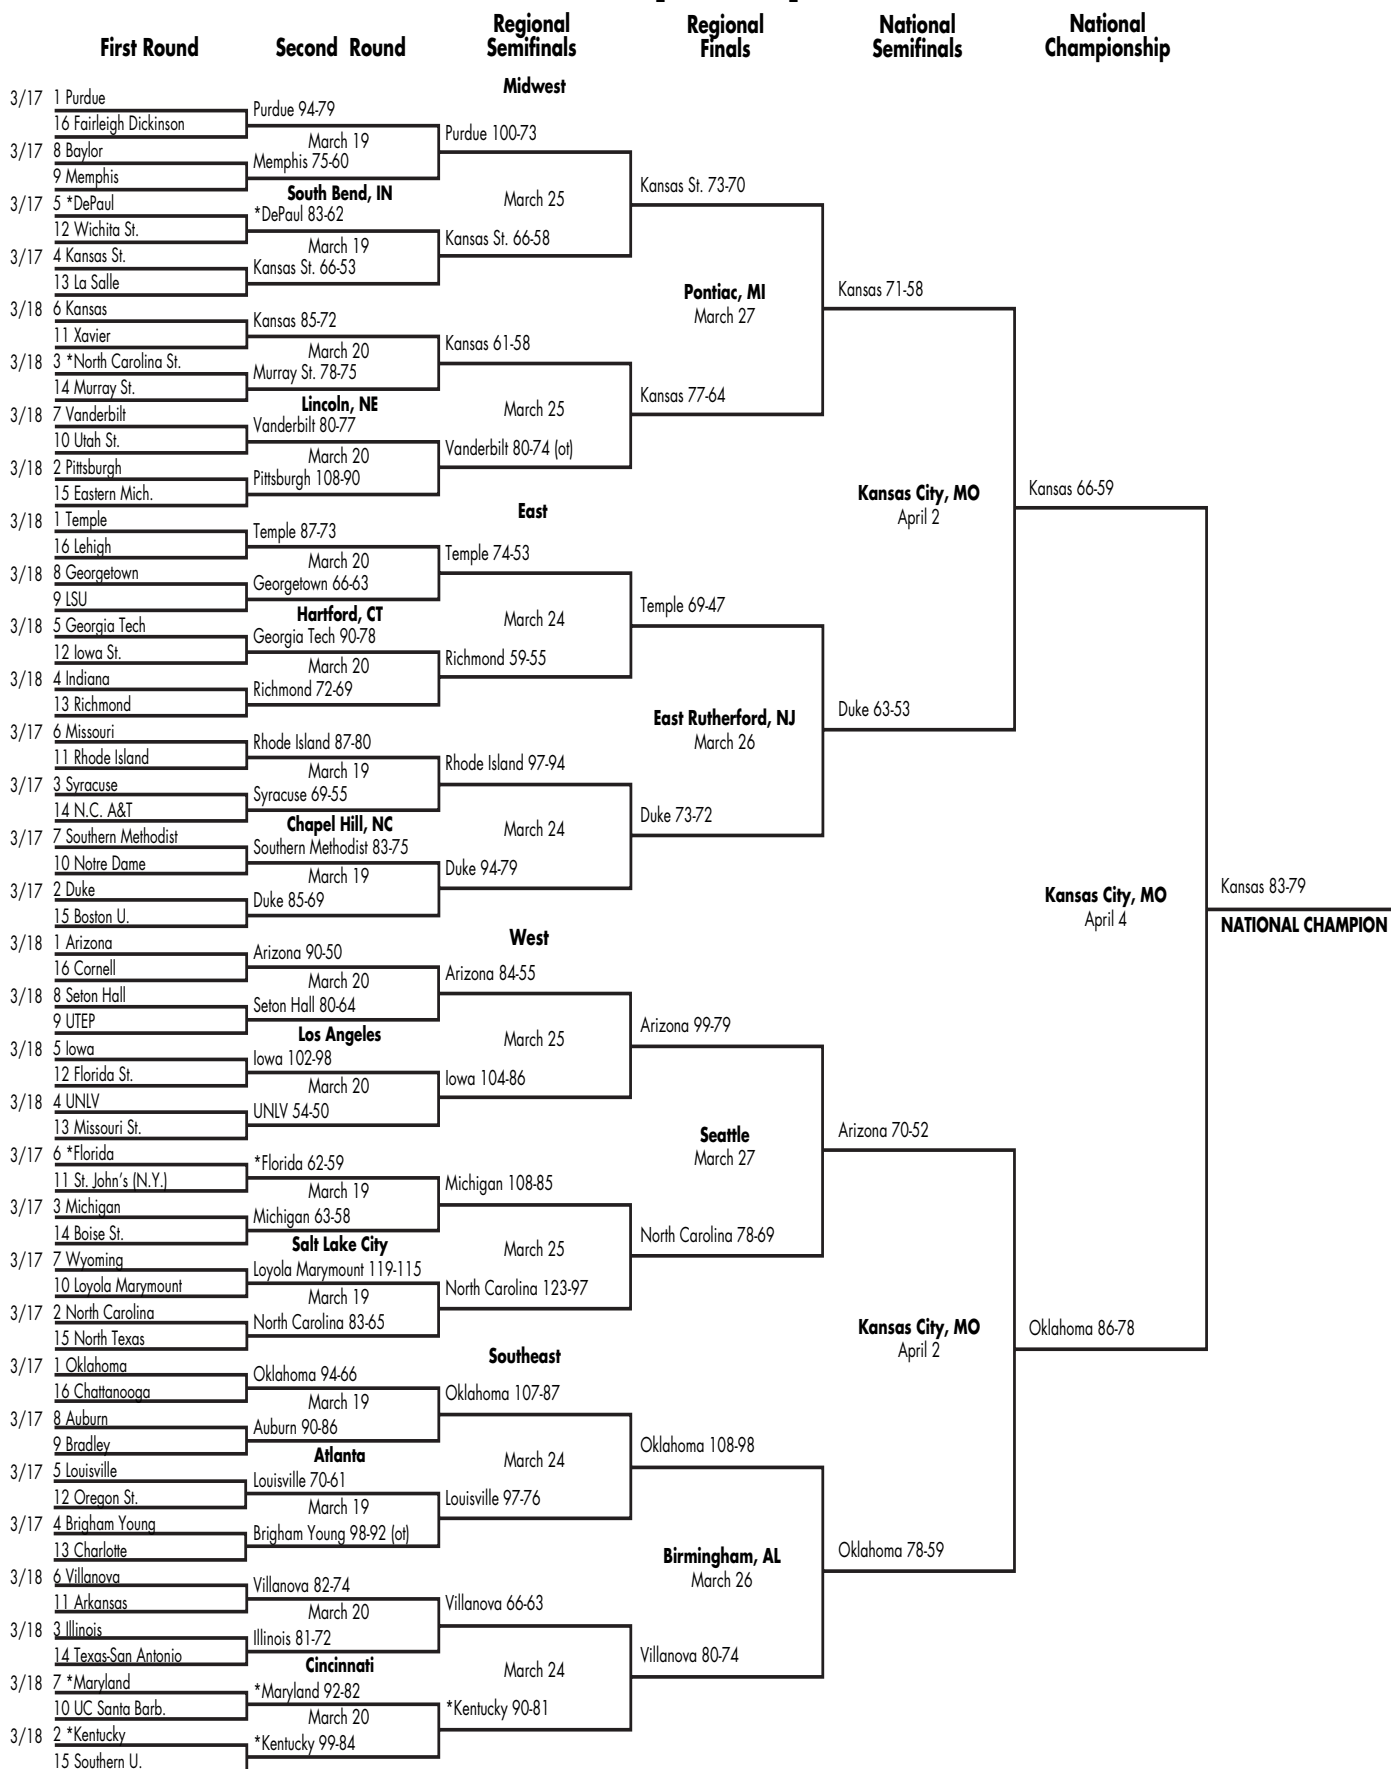 First Round
Second Round
Regional
Semifinals
Regional
Finals
National
Semifinals
National
Championship
Midwest
3/17 1 Purdue
16 Fairleigh Dickinson
3/17 8 Baylor
9 Memphis
3/17 5 *DePaul
12 Wichita St.
3/17 4 Kansas St.
13 La Salle
3/18 6 Kansas
11 Xavier
3/18 3 *North Carolina St.
14 Murray St.
3/18 7 Vanderbilt
10 Utah St.
3/18 2 Pittsburgh
15 Eastern Mich.
Purdue 94-79
March 19
Memphis 75-60
South Bend, IN
*DePaul 83-62
March 19
Kansas St. 66-53
Kansas 85-72
March 20
Murray St. 78-75
Lincoln, NE
Vanderbilt 80-77
March 20
Pittsburgh 108-90
Purdue 100-73
March 25
Kansas St. 66-58
Kansas 61-58
March 25
Vanderbilt 80-74 (ot)
Kansas St. 73-70
Pontiac, MI
March 27
Kansas 77-64
Kansas 71-58
East
3/18 1 Temple
16 Lehigh
3/18 8 Georgetown
9 LSU
3/18 5 Georgia Tech
12 Iowa St.
3/18 4 Indiana
13 Richmond
3/17 6 Missouri
11 Rhode Island
3/17 3 Syracuse
14 N.C. A&T
3/17 7 Southern Methodist
10 Notre Dame
3/17 2 Duke
15 Boston U.
Temple 87-73
March 20
Georgetown 66-63
Hartford, CT
Georgia Tech 90-78
March 20
Richmond 72-69
Rhode Island 87-80
March 19
Syracuse 69-55
Chapel Hill, NC
Southern Methodist 83-75
March 19
Duke 85-69
Temple 74-53
March 24
Richmond 59-55
Rhode Island 97-94
March 24
Duke 94-79
Temple 69-47
East Rutherford, NJ
March 26
Duke 73-72
Duke 63-53
Kansas City, MO
April 2
Kansas 66-59
West
3/18 1 Arizona
16 Cornell
3/18 8 Seton Hall
9 UTEP
3/18 5 Iowa
12 Florida St.
3/18 4 UNLV
13 Missouri St.
3/17 6 *Florida
11 St. John's (N.Y.)
3/17 3 Michigan
14 Boise St.
3/17 7 Wyoming
10 Loyola Marymount
3/17 2 North Carolina
15 North Texas
Arizona 90-50
March 20
Seton Hall 80-64
Los Angeles
Iowa 102-98
March 20
UNLV 54-50
*Florida 62-59
March 19
Michigan 63-58
Salt Lake City
Loyola Marymount 119-115
March 19
North Carolina 83-65
Arizona 84-55
March 25
Iowa 104-86
Michigan 108-85
March 25
North Carolina 123-97
Arizona 99-79
Seattle
March 27
North Carolina 78-69
Arizona 70-52
Southeast
3/17 1 Oklahoma
16 Chattanooga
3/17 8 Auburn
9 Bradley
3/17 5 Louisville
12 Oregon St.
3/17 4 Brigham Young
13 Charlotte
3/18 6 Villanova
11 Arkansas
3/18 3 Illinois
14 Texas-San Antonio
3/18 7 *Maryland
10 UC Santa Barb.
3/18 2 *Kentucky
15 Southern U.
Oklahoma 94-66
March 19
Auburn 90-86
Atlanta
Louisville 70-61
March 19
Brigham Young 98-92 (ot)
Villanova 82-74
March 20
Illinois 81-72
Cincinnati
*Maryland 92-82
March 20
*Kentucky 99-84
Oklahoma 107-87
March 24
Louisville 97-76
Villanova 66-63
March 24
*Kentucky 90-81
Oklahoma 108-98
Birmingham, AL
March 26
Villanova 80-74
Oklahoma 78-59
Kansas City, MO
April 2
Oklahoma 86-78
Kansas City, MO
April 4
Kansas 83-79
NATIONAL CHAMPION